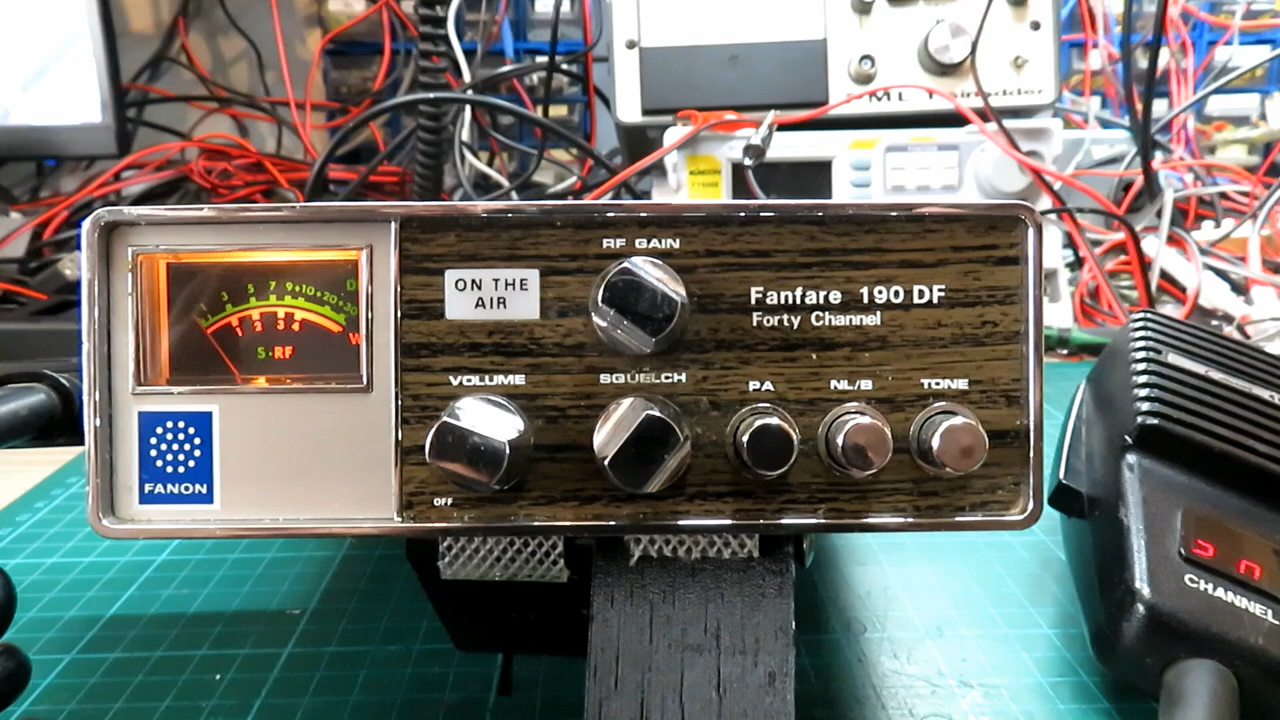 RF GAIN
ON THE
AIR
Fanfare 190 DF
Forty Channel
1 3 5 7 9+10+20+30
1 2 3 4
S·RF
VOLUME
SQUELCH
PA
NL/B
TONE
OFF
FANON
CHANNEL